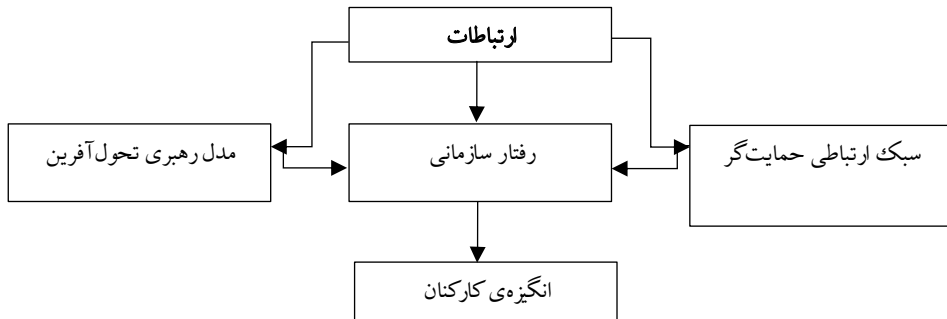 ارتباطات
سبک ارتباطی حمایت‌گر
رفتار سازمانی
مدل رهبری تحول‌آفرین
انگیزه‌ی کارکنان